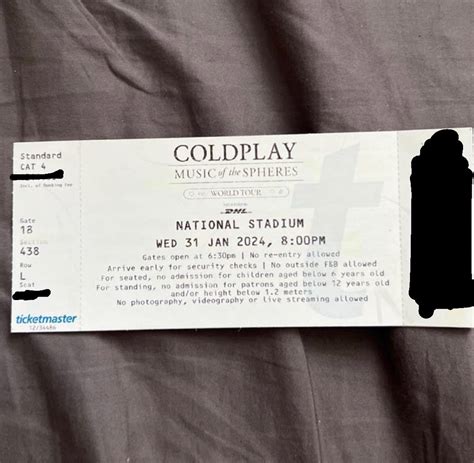 Standard
CAT 4
Gate
18
Section
438
Row
L
Seat
ticketmaster
COLDPLAY
MUSIC of the SPHERES
WORLD TOUR
DHL
NATIONAL STADIUM
WED 31 JAN 2024, 8:00PM
Gates open at 6:30pm | No re-entry allowed
Arrive early for security checks | No outside F&B allowed
For seated, no admission for children aged below 6 years old
For standing, no admission for patrons aged below 12 years old
and/or height below 1.2 meters
No photography, videography or live streaming allowed